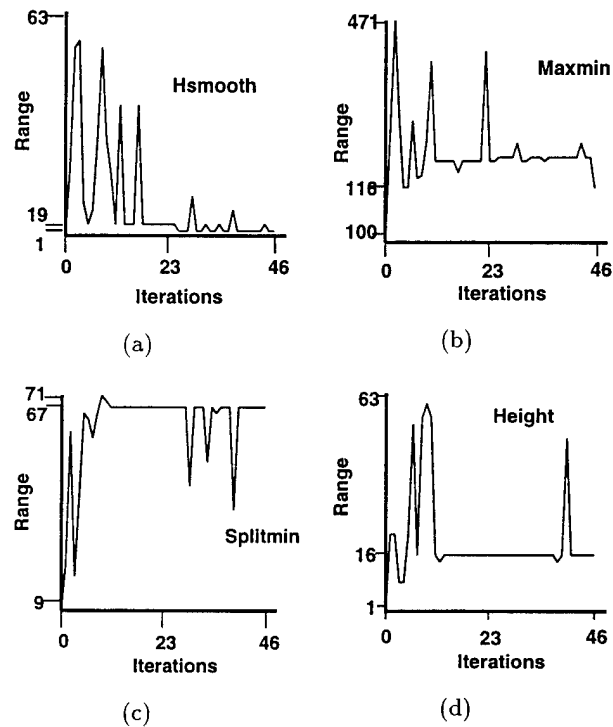 63
Hsmooth
Range
19
1
0
23
46
Iterations
(a)
471
Maxmin
Range
116
100
0
23
46
Iterations
(b)
71
67
Range
Splitmin
9
0
23
46
Iterations
(c)
63
Height
Range
16
1
0
23
46
Iterations
(d)